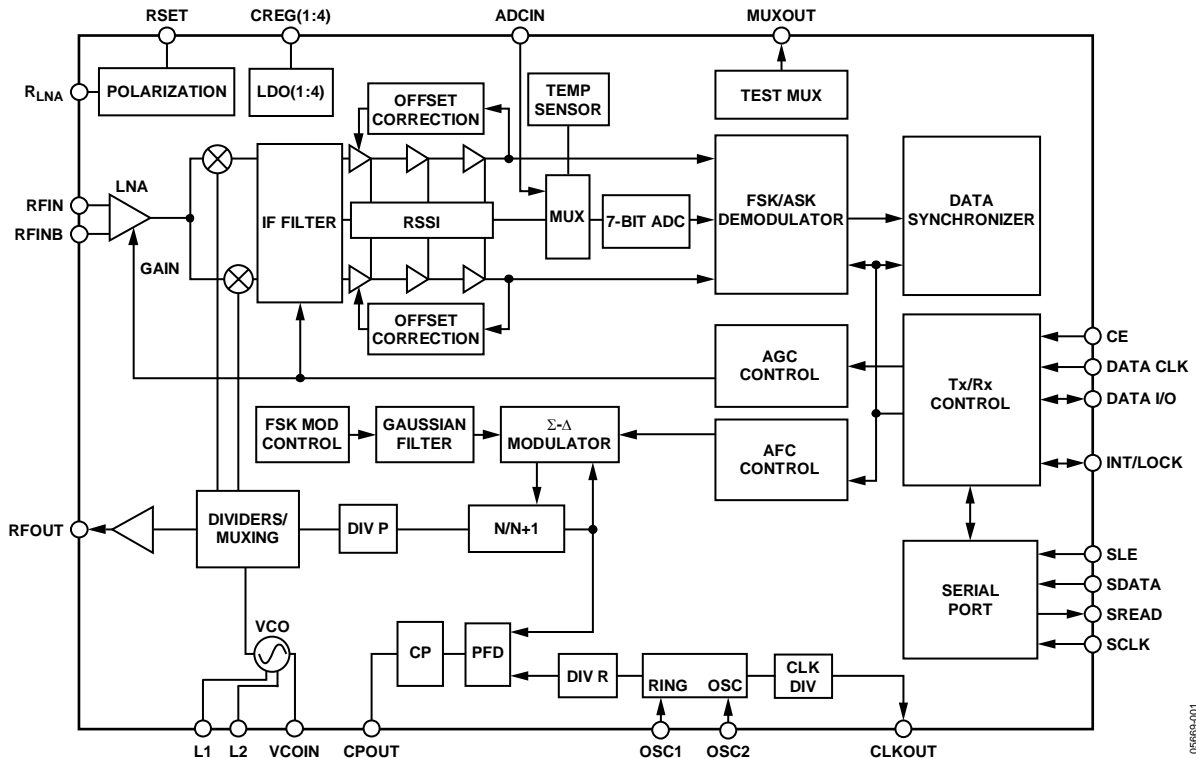 RSET
CREG(1:4)
ADCIN
MUXOUT
RLNA
POLARIZATION
LDO(1:4)
OFFSET
CORRECTION
TEMP
SENSOR
TEST MUX
LNA
RFIN
RFINB
GAIN
IF FILTER
RSSI
MUX
7-BIT ADC
FSK/ASK
DEMODULATOR
DATA
SYNCHRONIZER
OFFSET
CORRECTION
AGC
CONTROL
Tx/Rx
CONTROL
CE
DATA CLK
DATA I/O
INT/LOCK
FSK MOD
CONTROL
GAUSSIAN
FILTER
Σ-Δ
MODULATOR
AFC
CONTROL
RFOUT
DIVIDERS/
MUXING
DIV P
N/N+1
SERIAL
PORT
SLE
SDATA
SREAD
SCLK
VCO
CP
PFD
DIV R
RING
OSC
CLK
DIV
L1
L2
VCOIN
CPOUT
OSC1
OSC2
CLKOUT
05669-001